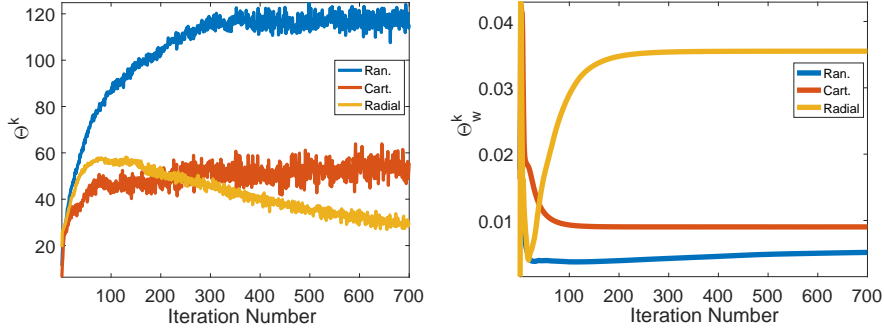 120
100
80
60
40
20
Θ^k
Ran.
Cart.
Radial
100 200 300 400 500 600 700
Iteration Number
0.04
0.03
0.02
0.01
Θ_w^k
Ran.
Cart.
Radial
100 200 300 400 500 600 700
Iteration Number